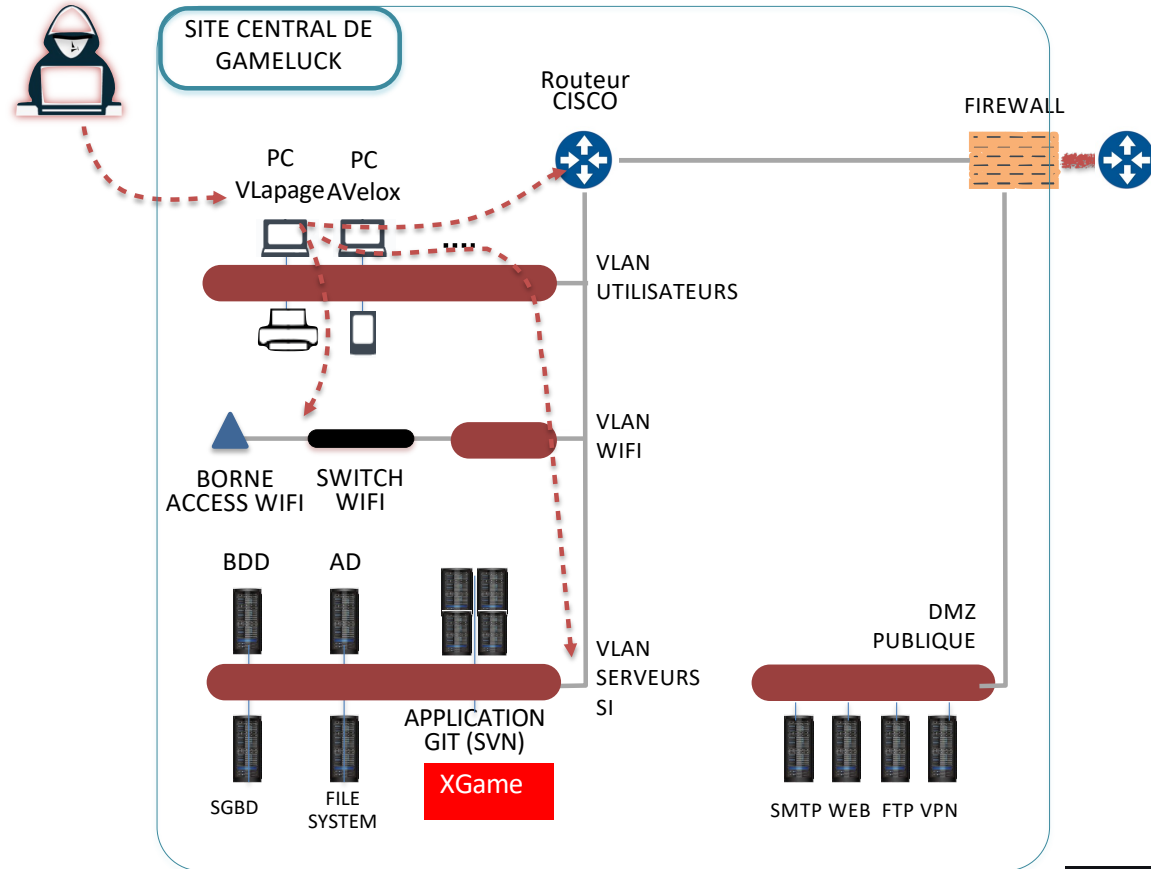 SITE CENTRAL DE
GAMELUCK
Routeur
CISCO
FIREWALL
PC
VLapage
PC
AVelox
....
VLAN
UTILISATEURS
VLAN
WIFI
BORNE
ACCESS WIFI
SWITCH
WIFI
BDD
AD
DMZ
PUBLIQUE
VLAN
SERVEURS
SI
APPLICATION
GIT (SVN)
XGame
SGBD
FILE
SYSTEM
SMTP WEB FTP VPN